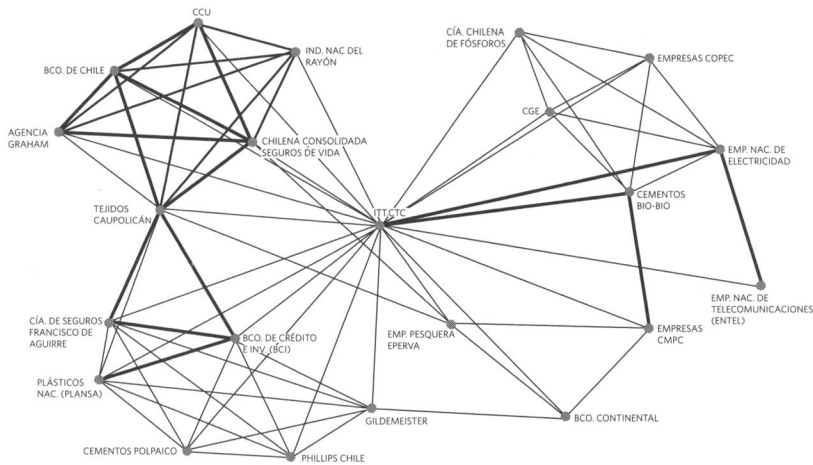 CCU
IND. NAC DEL
RAYÓN
BCO. DE CHILE
AGENCIA
GRAHAM
CHILENA CONSOLIDADA
SEGUROS DE VIDA
TEJIDOS
CAUPOLICÁN
CÍA. CHILENA
DE FÓSFOROS
EMPRESAS COPEC
CGE
EMP. NAC. DE
ELECTRICIDAD
CEMENTOS
BIO-BIO
ITT.CTC
EMP. NAC. DE
TELECOMUNICACIONES
(ENTEL)
CÍA. DE SEGUROS
FRANCISCO DE
AGUIRRE
BCO. DE CRÉDITO
E INV. (BCI)
EMP. PESQUERA
EPERVA
EMPRESAS
CMPC
PLÁSTICOS
NAC. (PLANSA)
GILDEMEISTER
BCO. CONTINENTAL
CEMENTOS POLPAICO
PHILLIPS CHILE